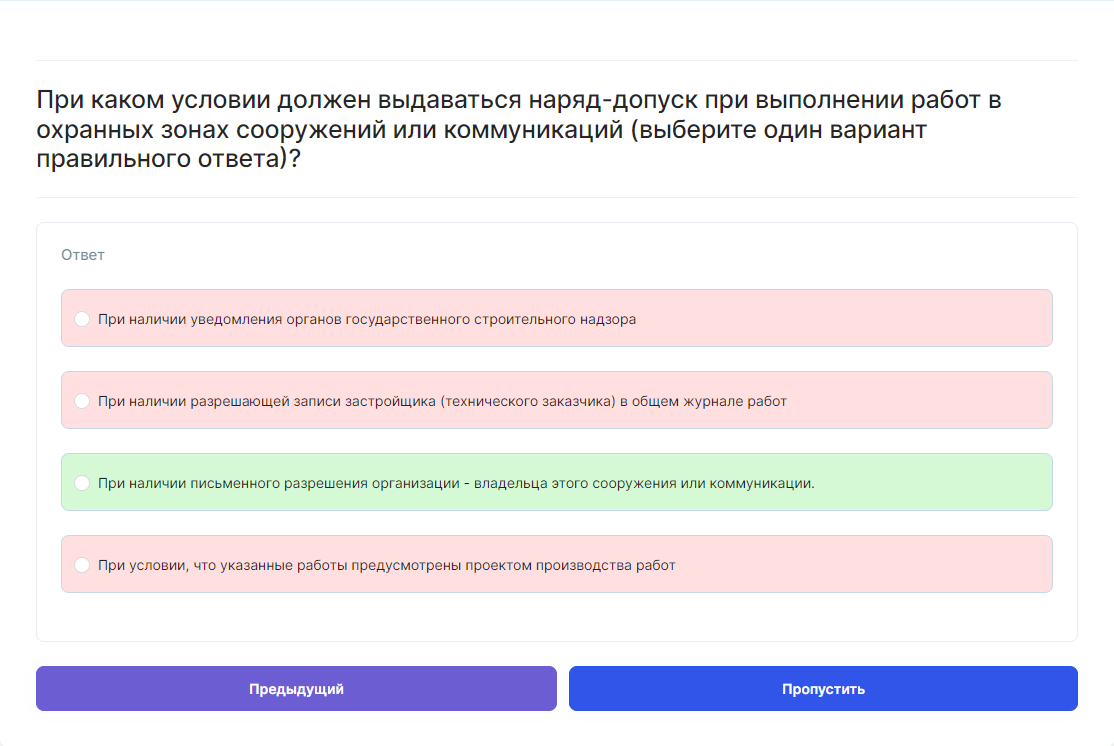 При каком условии должен выдаваться наряд-допуск при выполнении работ в
охранных зонах сооружений или коммуникаций (выберите один вариант
правильного ответа)?
Ответ
При наличии уведомления органов государственного строительного надзора
При наличии разрешающей записи застройщика (технического заказчика) в общем журнале работ
При наличии письменного разрешения организации - владельца этого сооружения или коммуникации.
При условии, что указанные работы предусмотрены проектом производства работ
Предыдущий
Пропустить